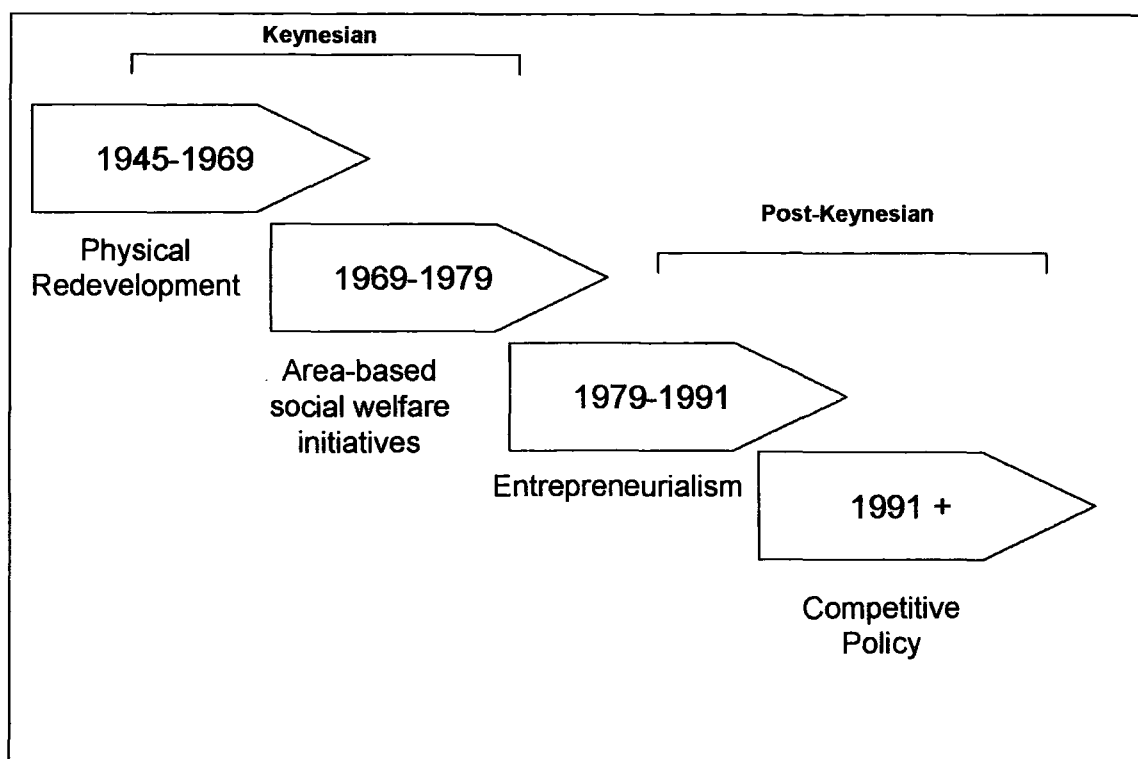 Keynesian
1945-1969
Physical
Redevelopment
1969-1979
Area-based
social welfare
initiatives
Post-Keynesian
1979-1991
Entrepreneurialism
1991 +
Competitive
Policy